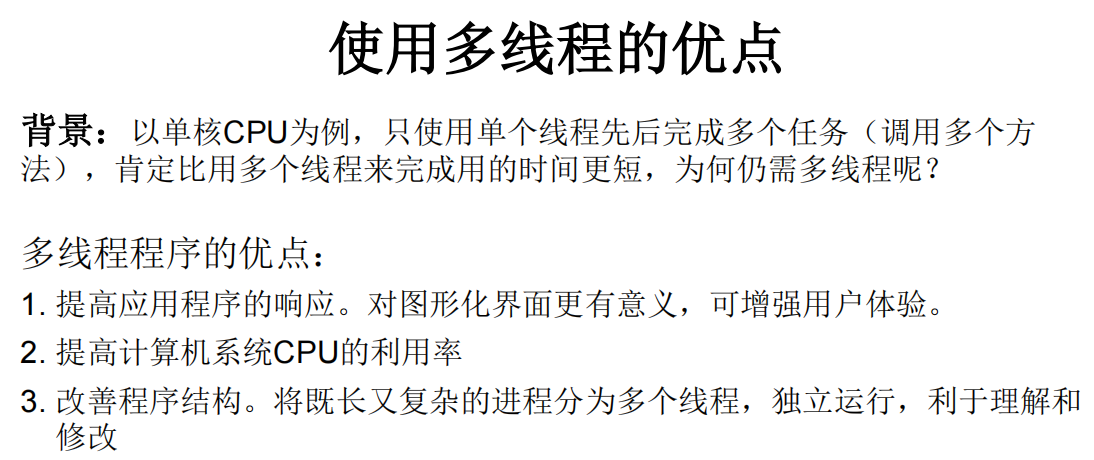 使用多线程的优点
背景：以单核CPU为例，只使用单个线程先后完成多个任务（调用多个方
法），肯定比用多个线程来完成用的时间更短，为何仍需多线程呢？
多线程程序的优点：
1. 提高应用程序的响应。对图形化界面更有意义，可增强用户体验。
2. 提高计算机系统CPU的利用率
3. 改善程序结构。将既长又复杂的进程分为多个线程，独立运行，利于理解和
修改